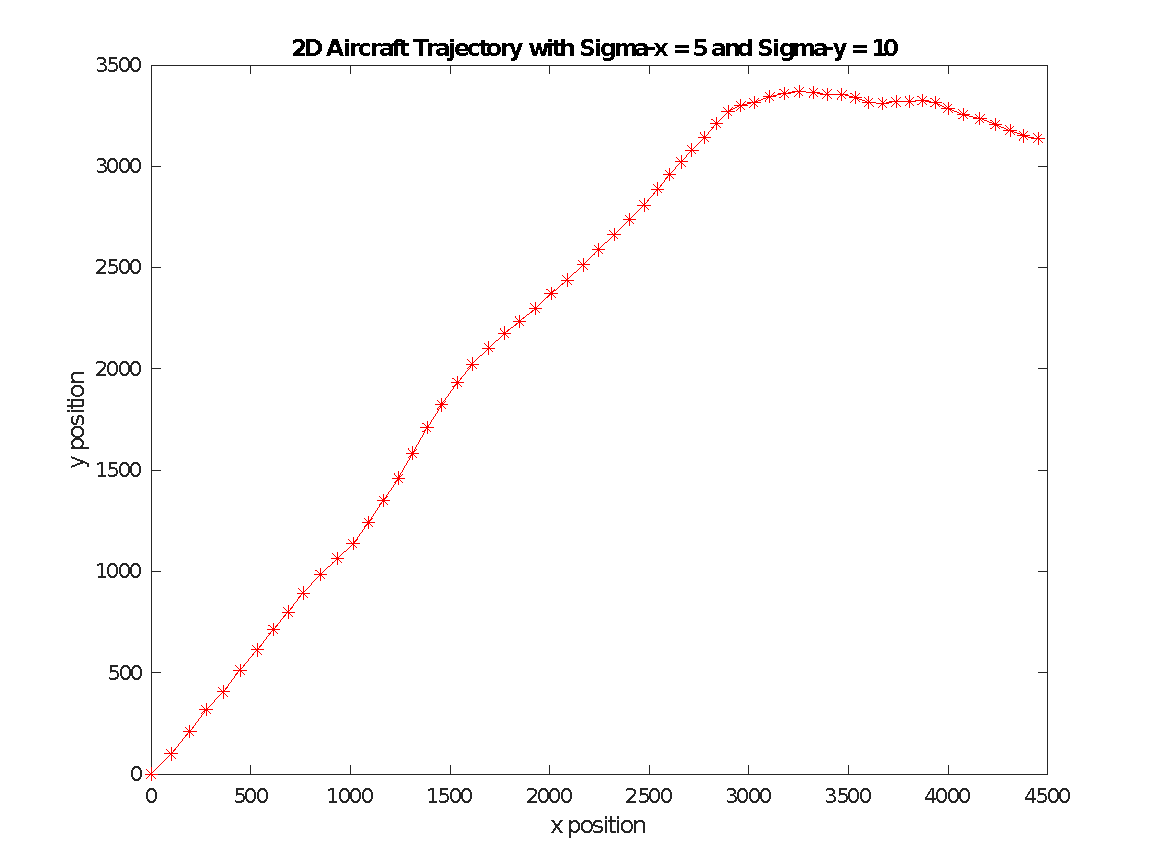 2D Aircraft Trajectory with Sigma-x = 5 and Sigma-y = 10
3500
3000
2500
2000
1500
1000
500
0
y position
0 500 1000 1500 2000 2500 3000 3500 4000 4500
x position